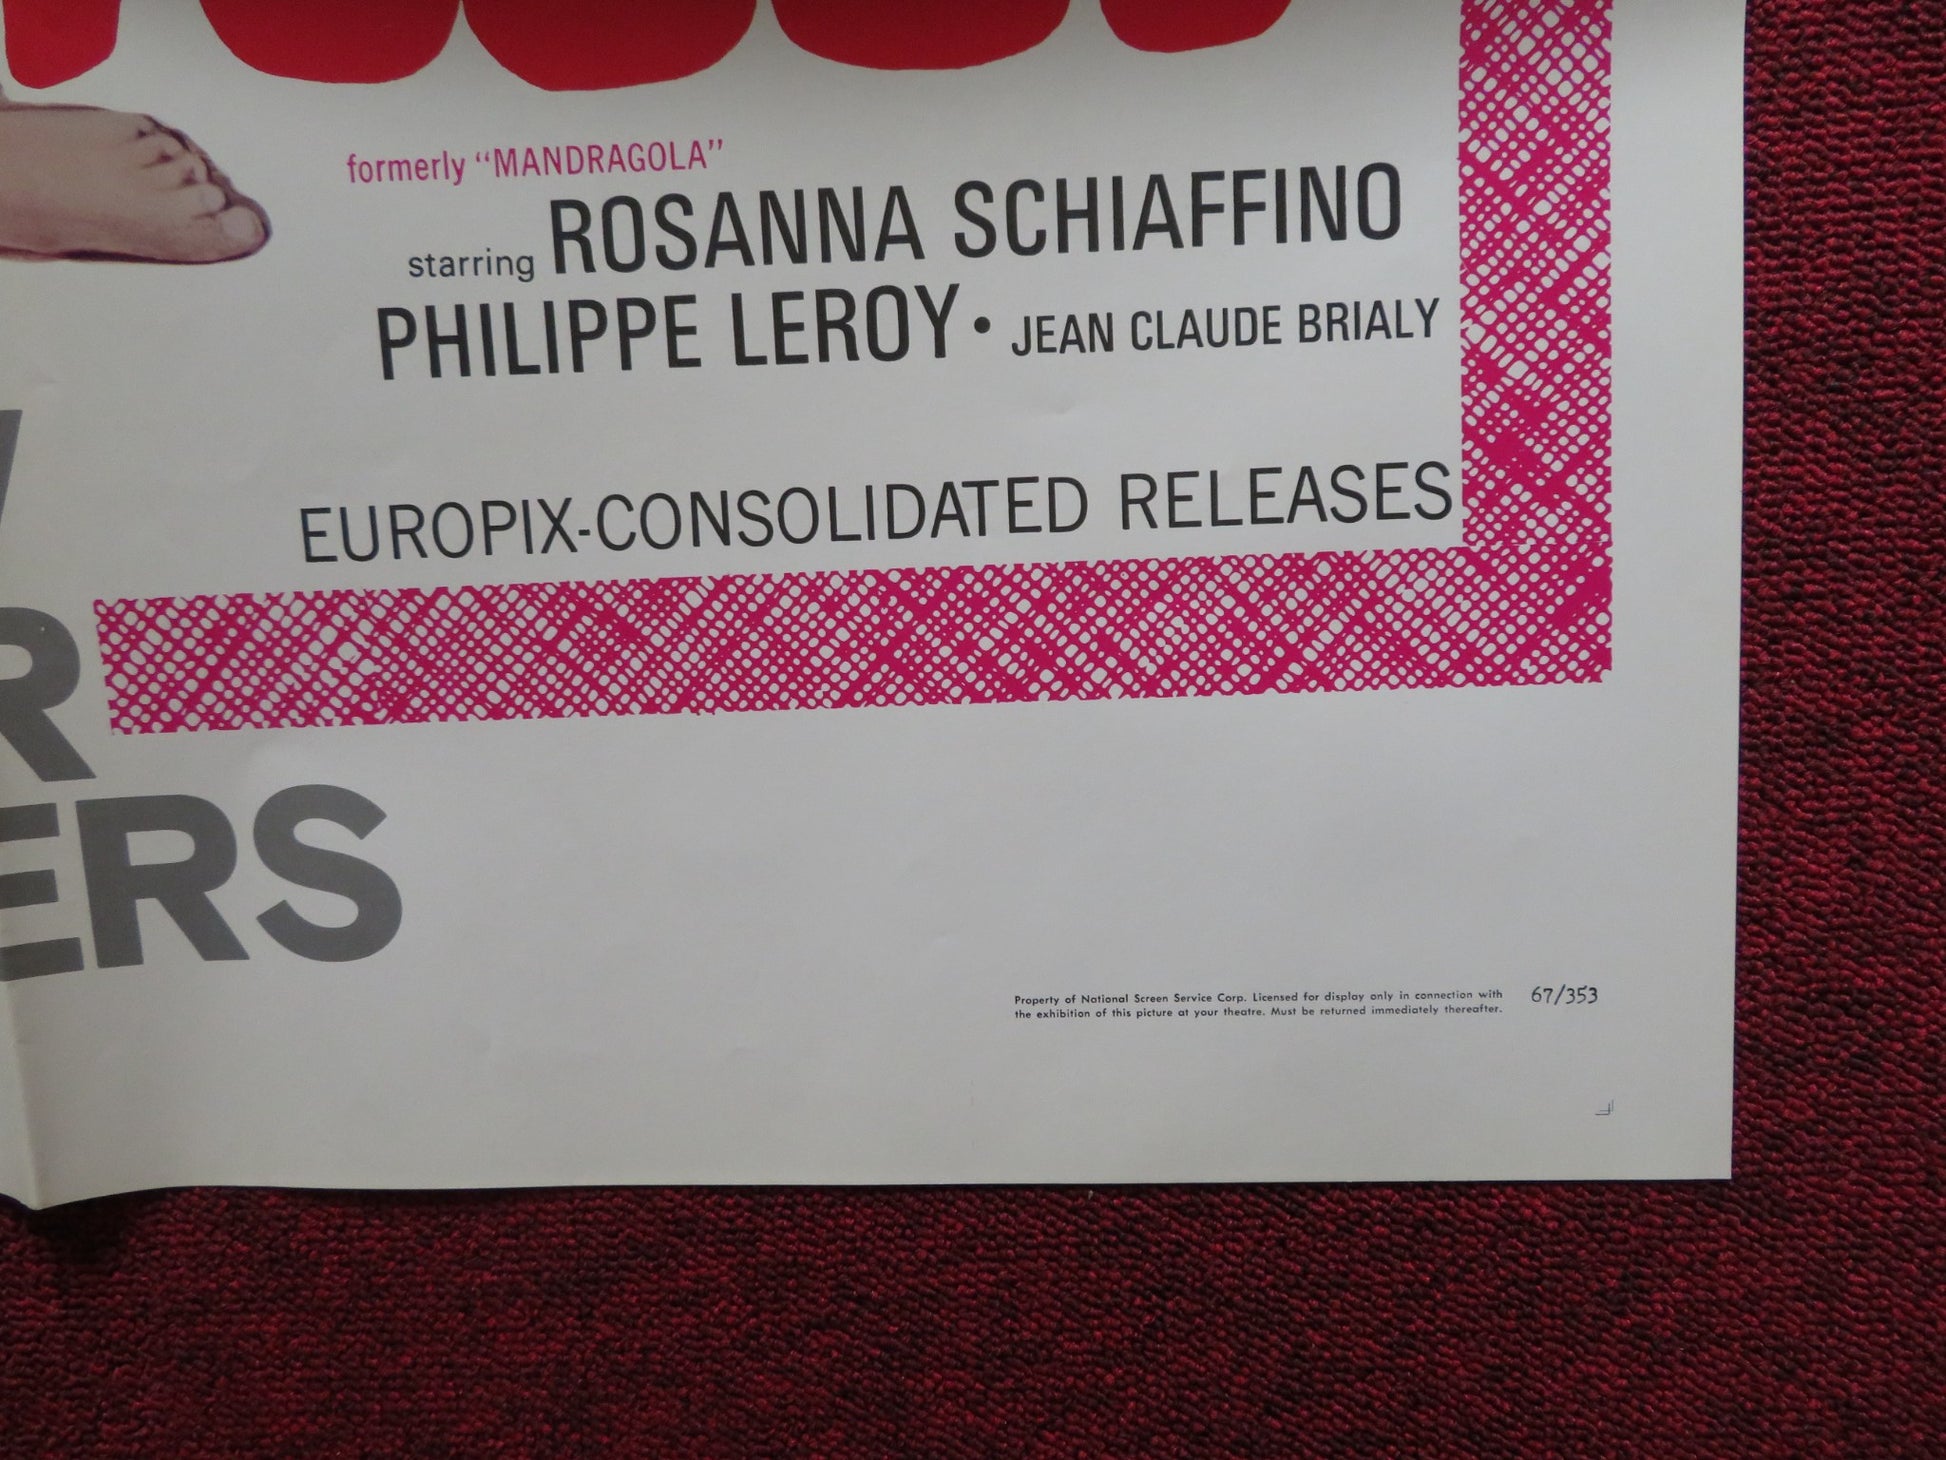 formerly "MANDRAGOLA"
starring ROSANNA SCHIAFFINO
PHILIPPE LEROY • JEAN CLAUDE BRIALY
EUROPIX-CONSOLIDATED RELEASES
R
ERS
Property of National Screen Service Corp. Licensed for display only in connection with
the exhibition of this picture at your theatre. Must be returned immediately thereafter.
67/353